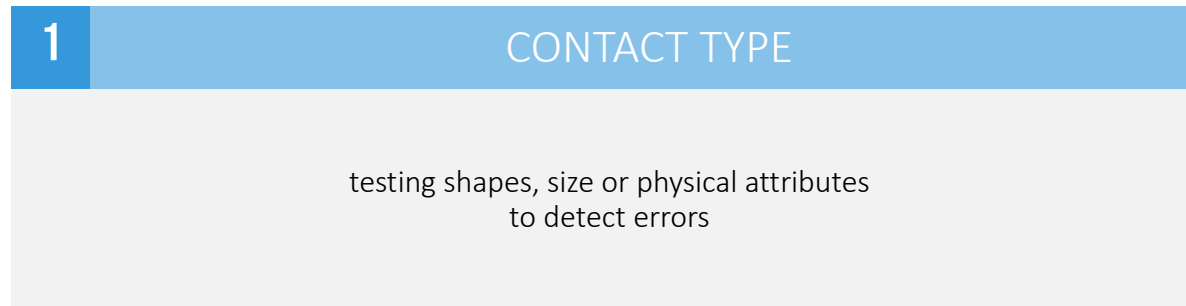 1
CONTACT TYPE
testing shapes, size or physical attributes
to detect errors